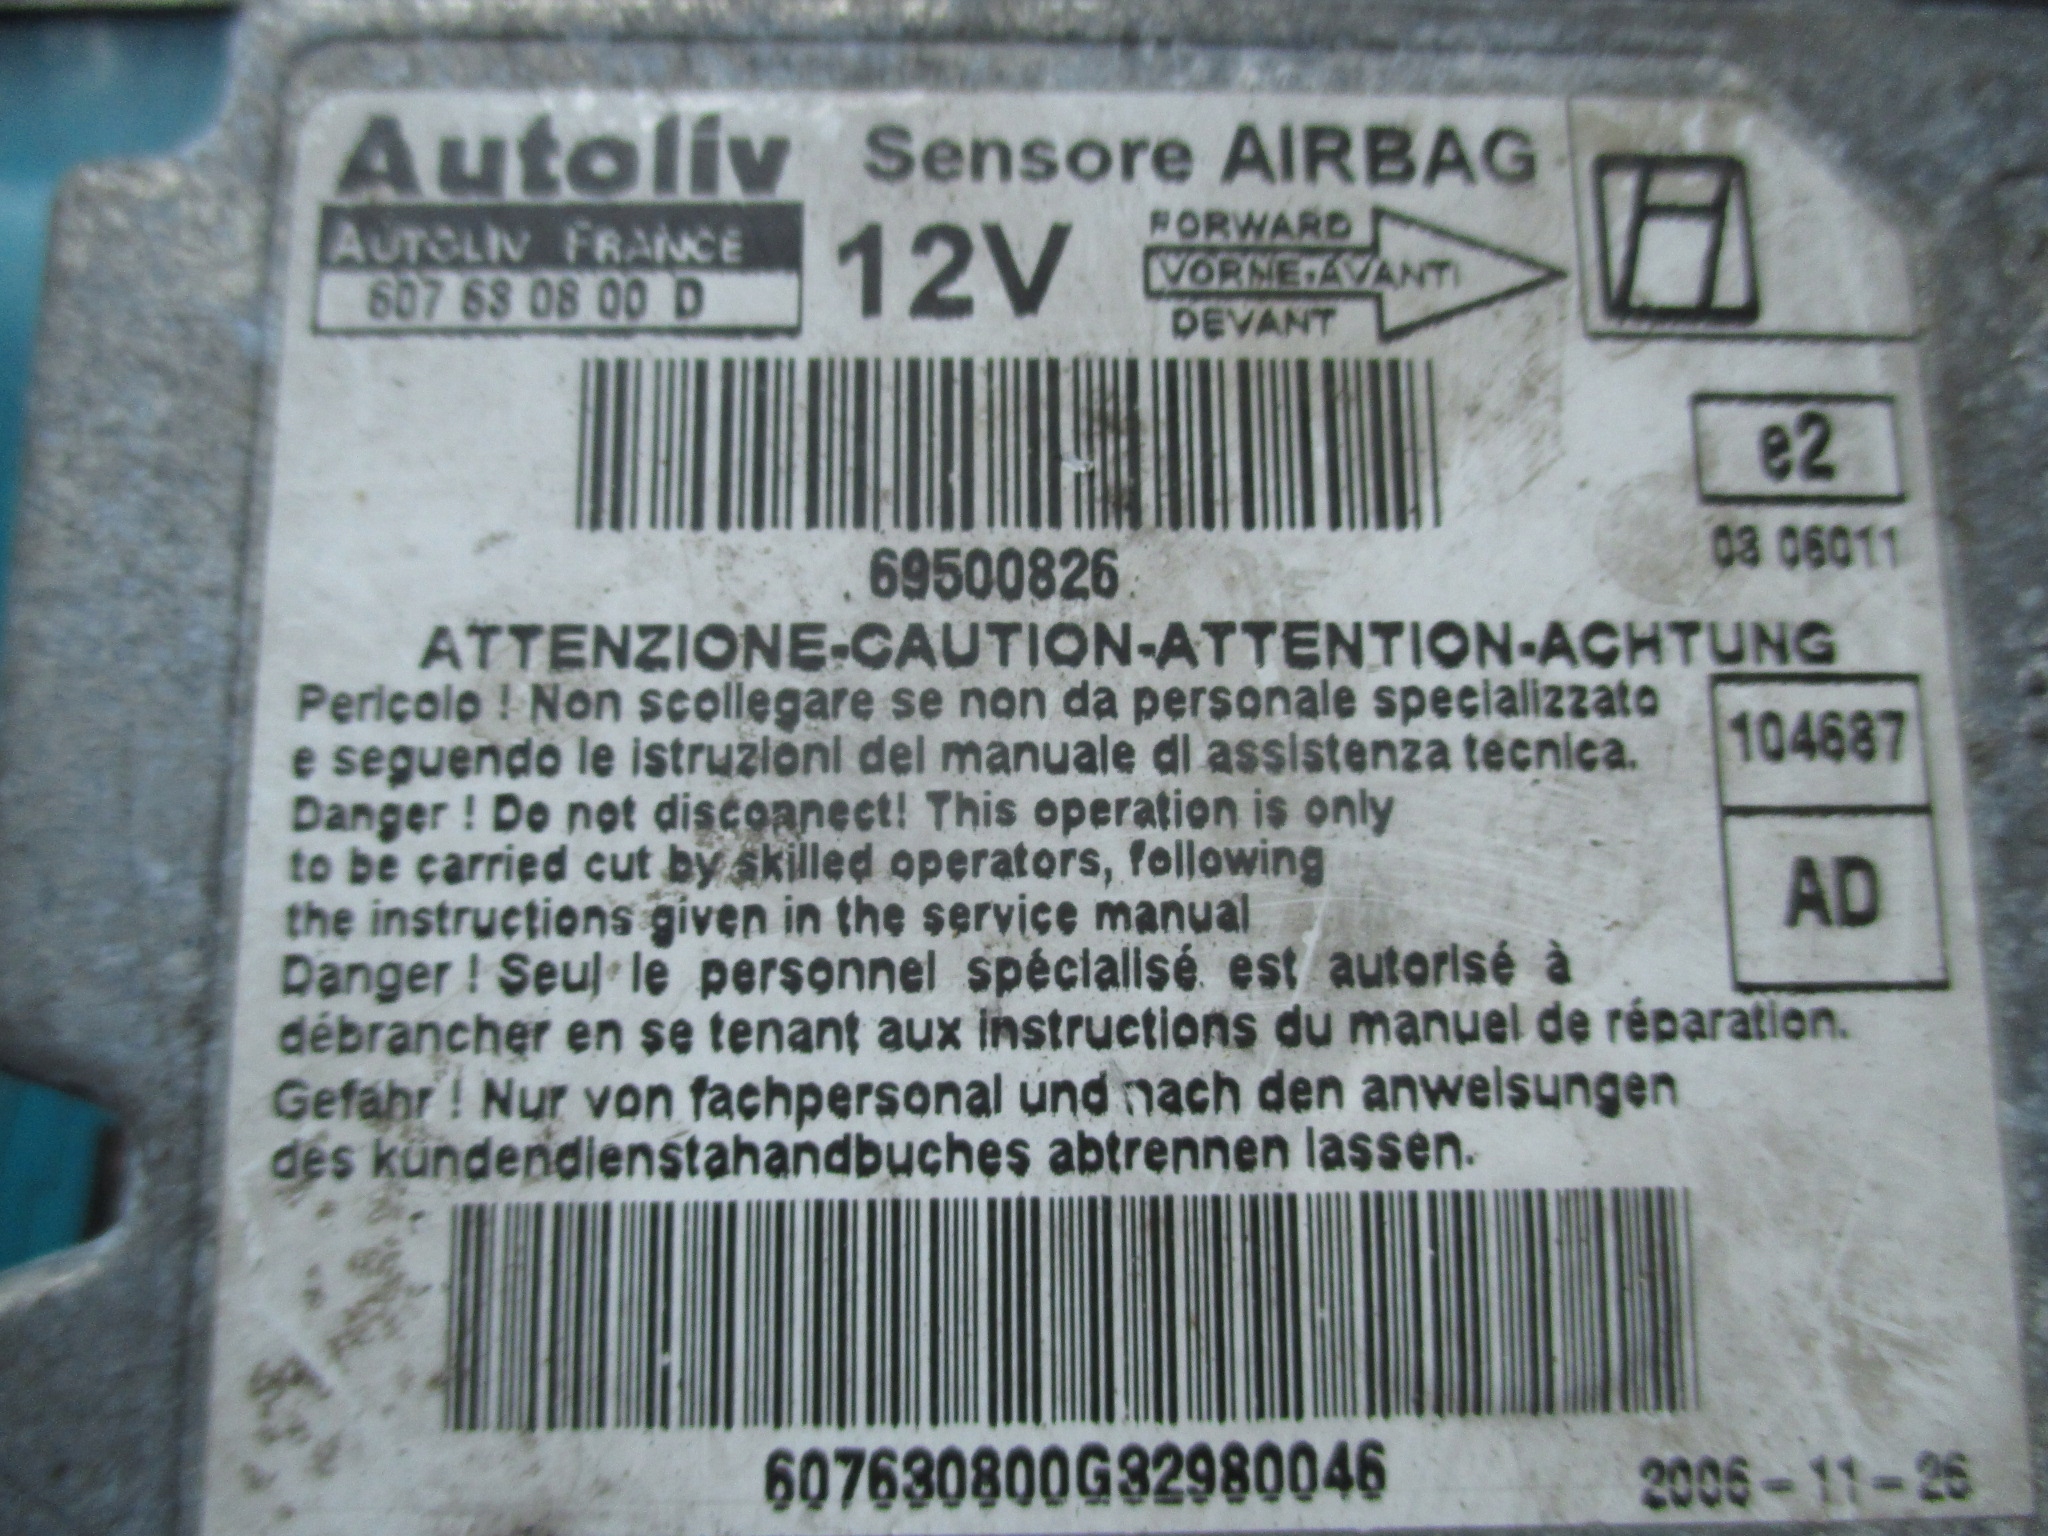 Autoliv Sensore AIRBAG
AUTOLIV FRANCE
607 63 08 00 D
12V
FORWARD
VORNE-AVANTI
DEVANT
e2
03 06011
69500826
ATTENZIONE-CAUTION-ATTENTION-ACHTUNG
Pericolo ! Non scollegare se non da personale specializzato
e seguendo le istruzioni del manuale di assistenza tecnica.
104687
Danger ! Do not disconnect! This operation is only
to be carried cut by skilled operators, following
the instructions given in the service manual
AD
Danger ! Seul le personnel spécialisé est autorisé à
débrancher en se tenant aux instructions du manuel de réparation.
Gefahr ! Nur von fachpersonal und nach den anweisungen
des kundendienstahandbuches abtrennen lassen.
607630800G32980046
2006-11-26